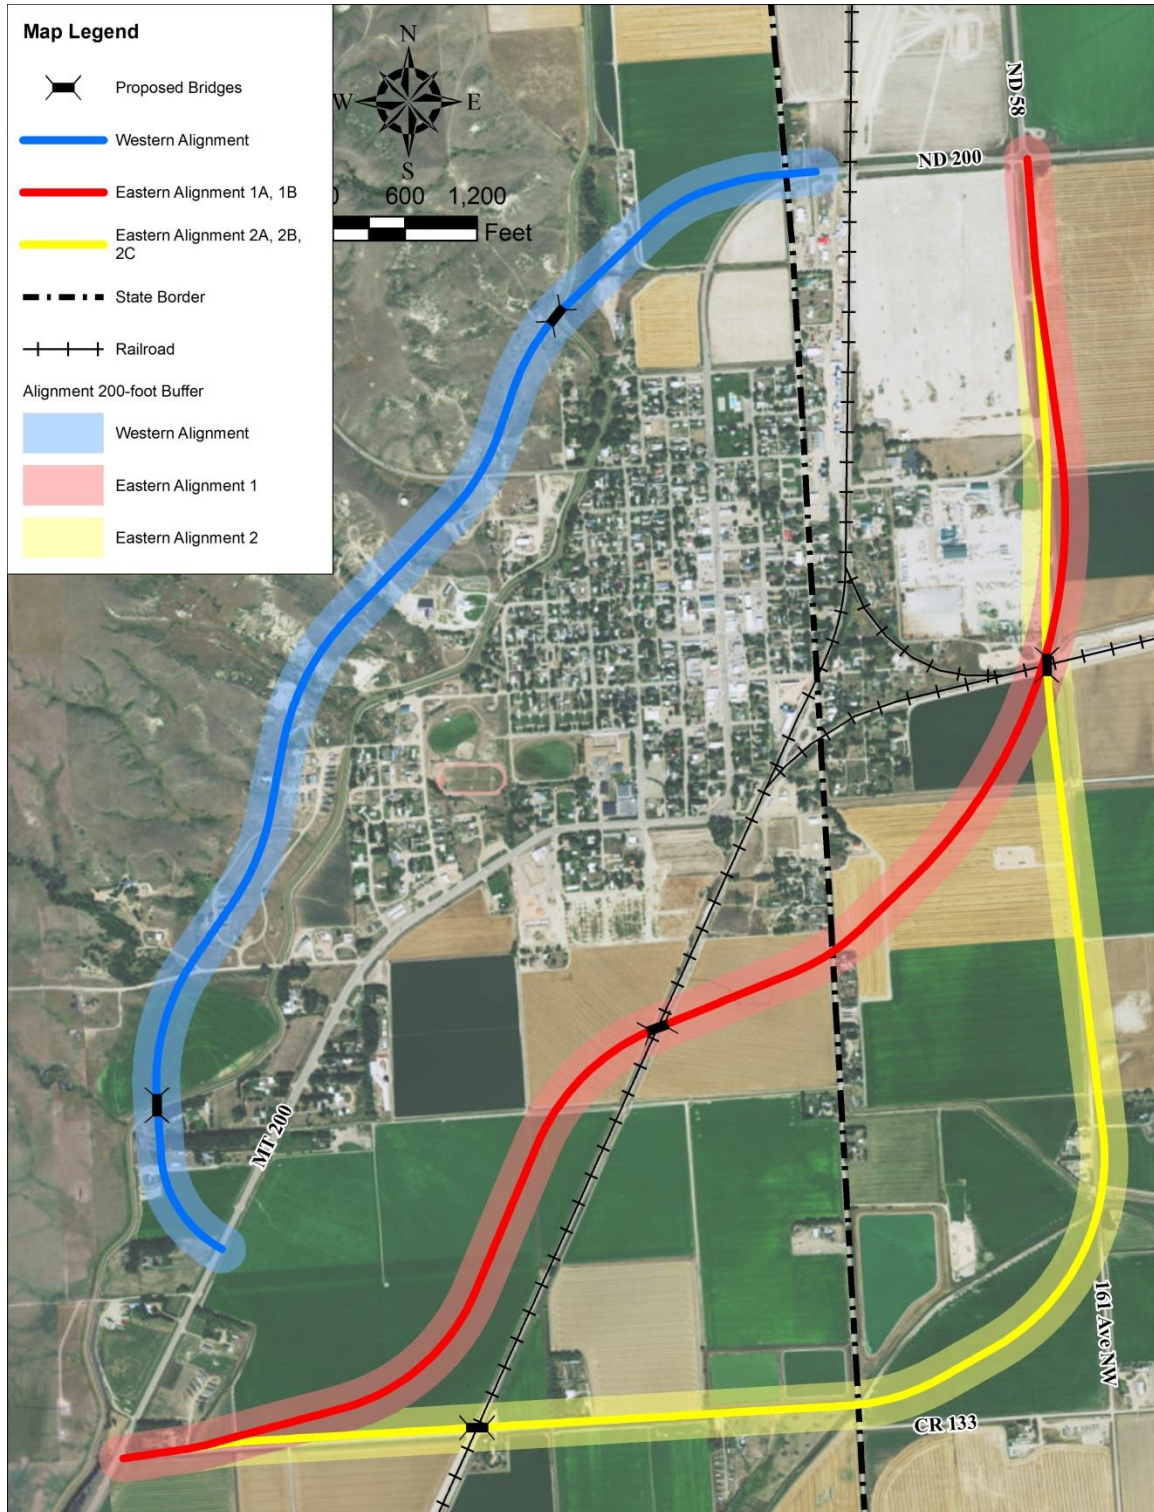 Map Legend
Proposed Bridges
Western Alignment
Eastern Alignment 1A, 1B
Eastern Alignment 2A, 2B,
2C
State Border
Railroad
Alignment 200-foot Buffer
Western Alignment
Eastern Alignment 1
Eastern Alignment 2
N
W
E
S
0 600 1,200
Feet
ND 58
ND 200
MT 200
161 Ave NW
CR 133